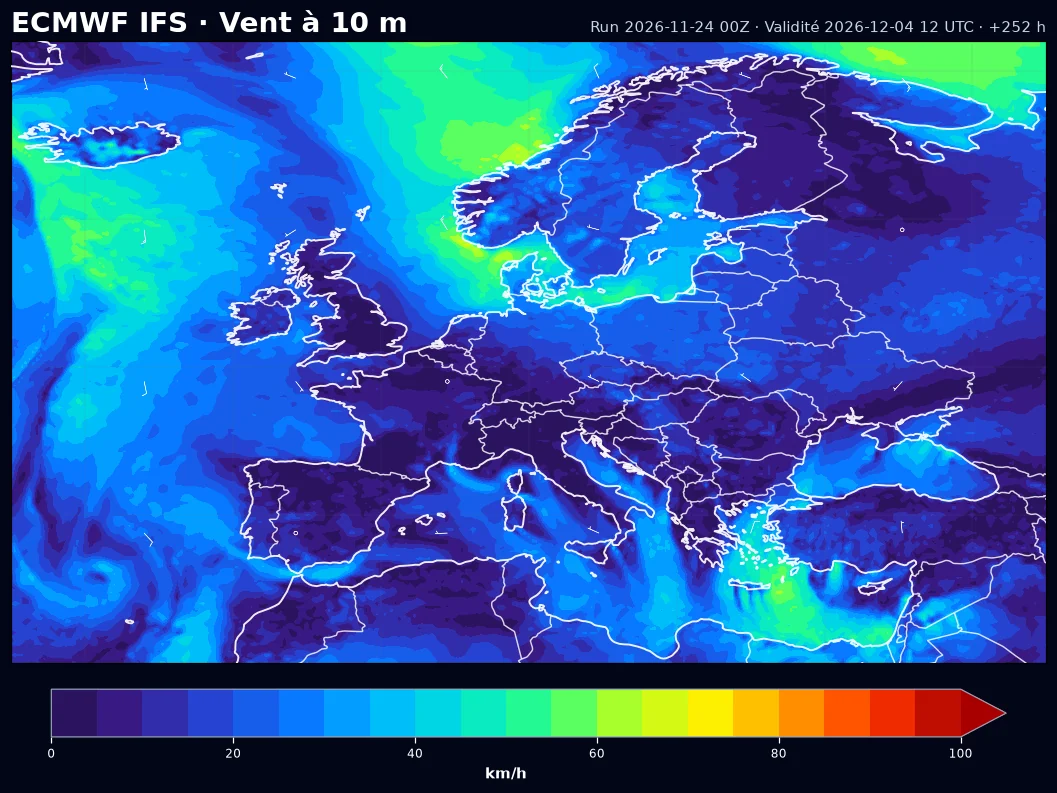 ECMWF IFS · Vent à 10 m
Run 2026-11-24 00Z · Validité 2026-12-04 12 UTC · +252 h
0 20 40 60 80 100
km/h